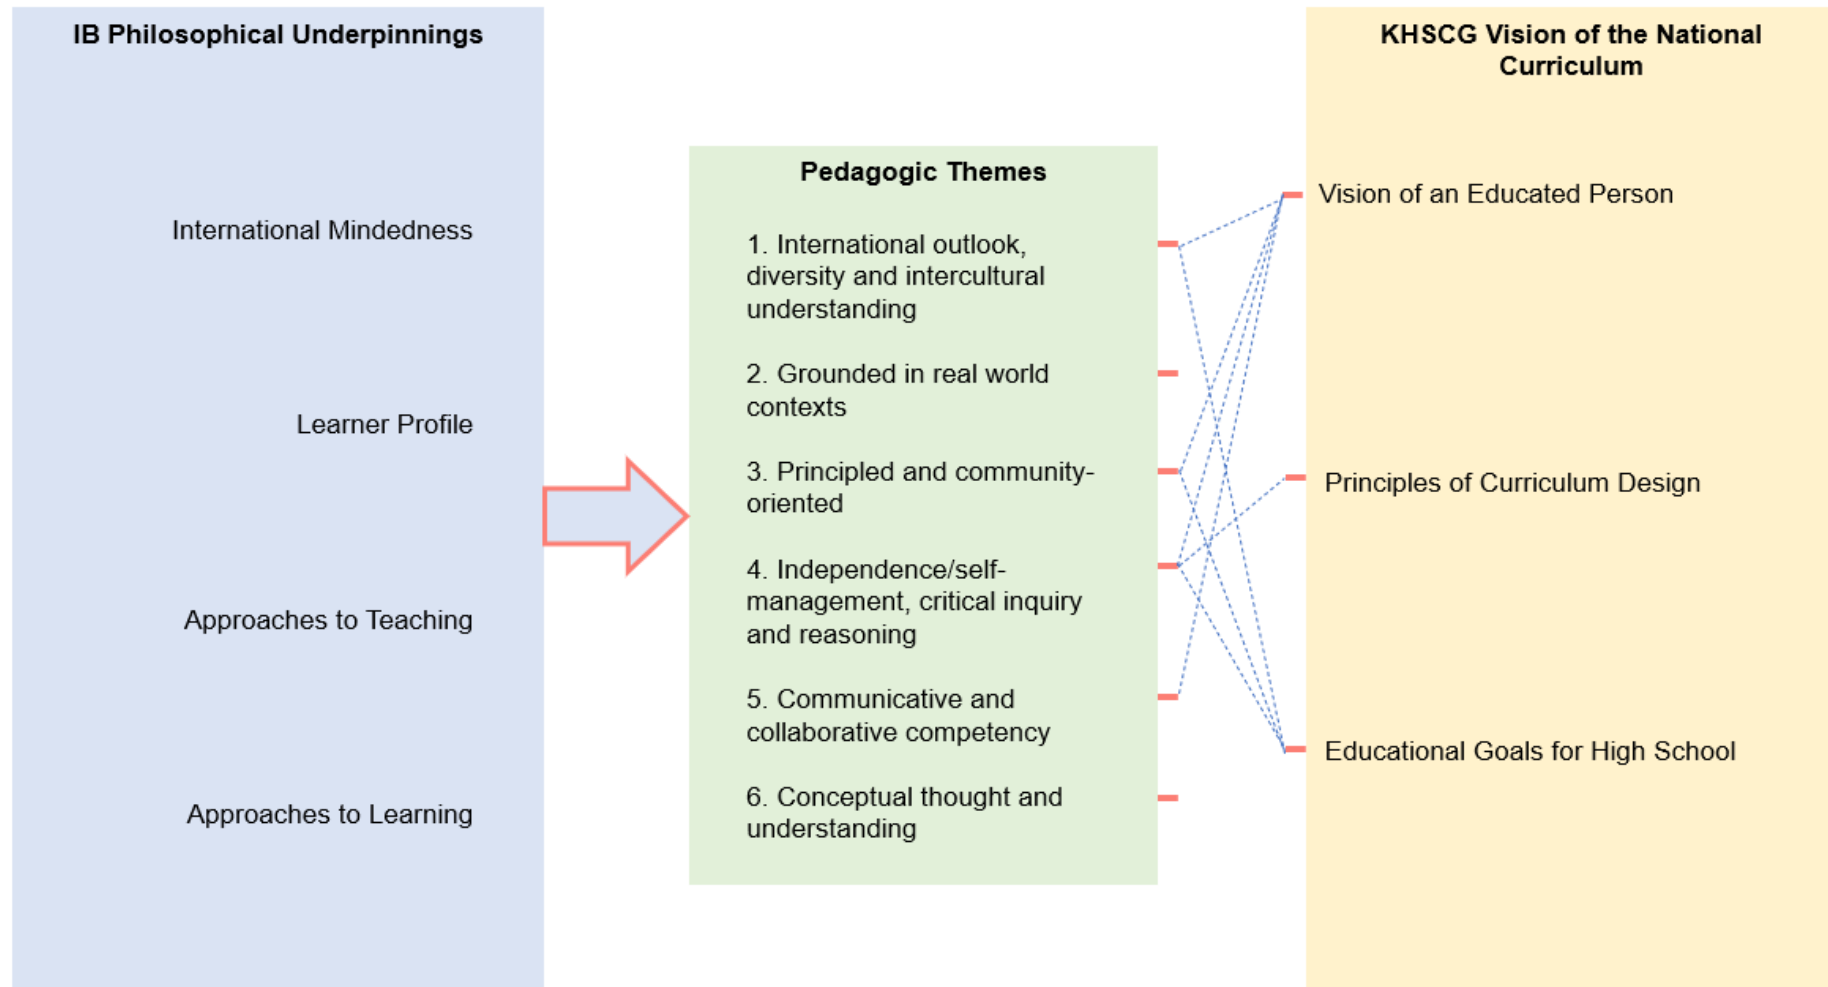 IB Philosophical Underpinnings
International Mindedness
Learner Profile
Approaches to Teaching
Approaches to Learning
Pedagogic Themes
1. International outlook,
diversity and intercultural
understanding
2. Grounded in real world
contexts
3. Principled and community-
oriented
4. Independence/self-
management, critical inquiry
and reasoning
5. Communicative and
collaborative competency
6. Conceptual thought and
understanding
KHSCG Vision of the National
Curriculum
Vision of an Educated Person
Principles of Curriculum Design
Educational Goals for High School